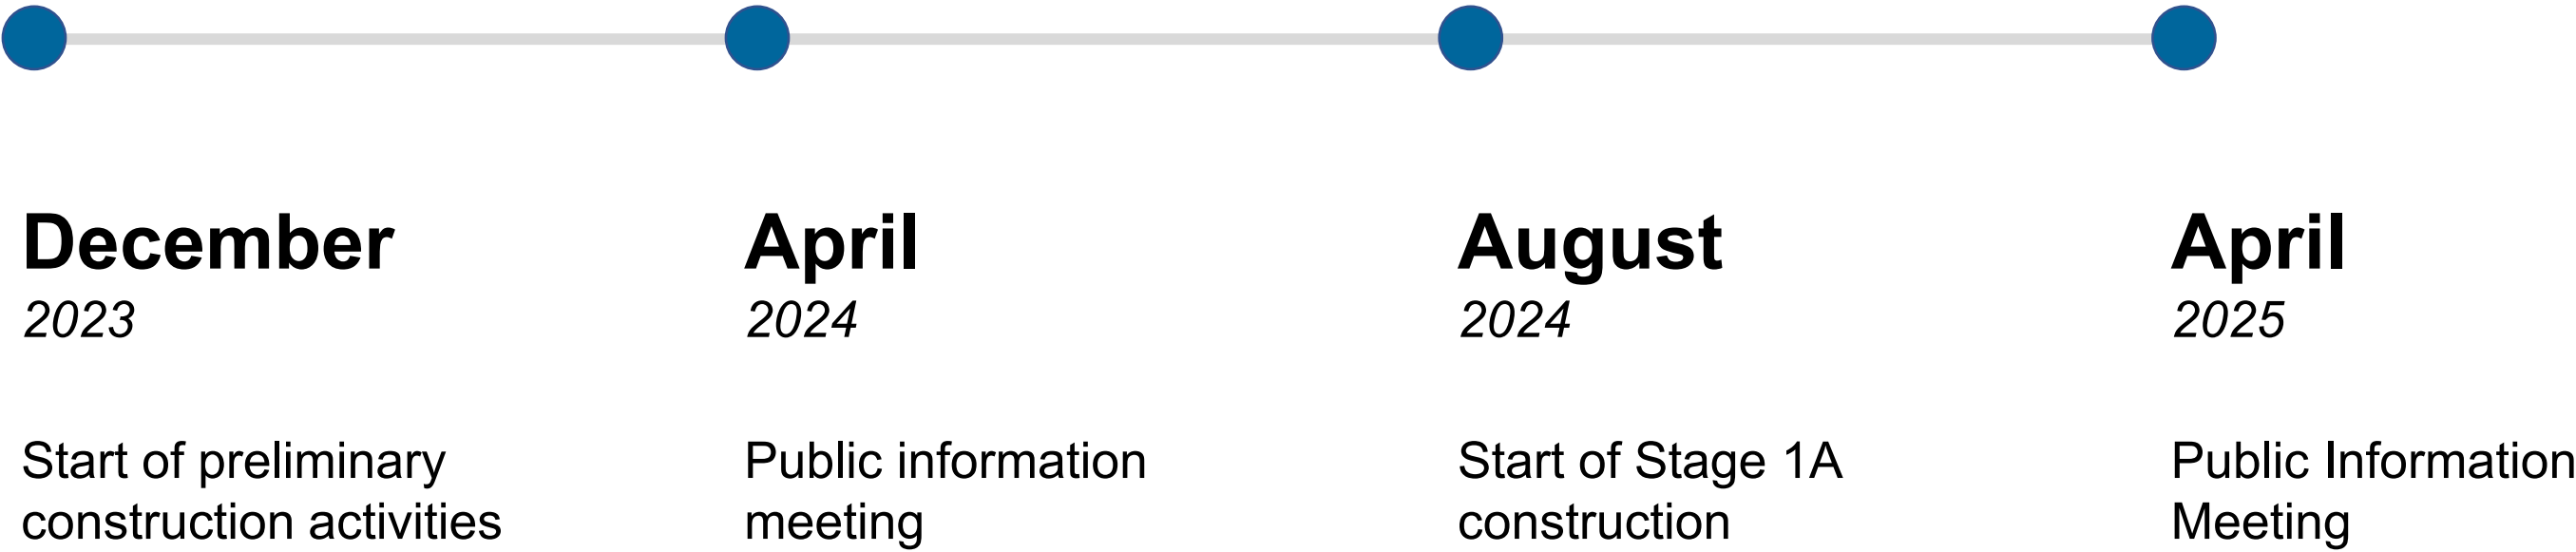 December
2023
Start of preliminary
construction activities
April
2024
Public information
meeting
August
2024
Start of Stage 1A
construction
April
2025
Public Information
Meeting